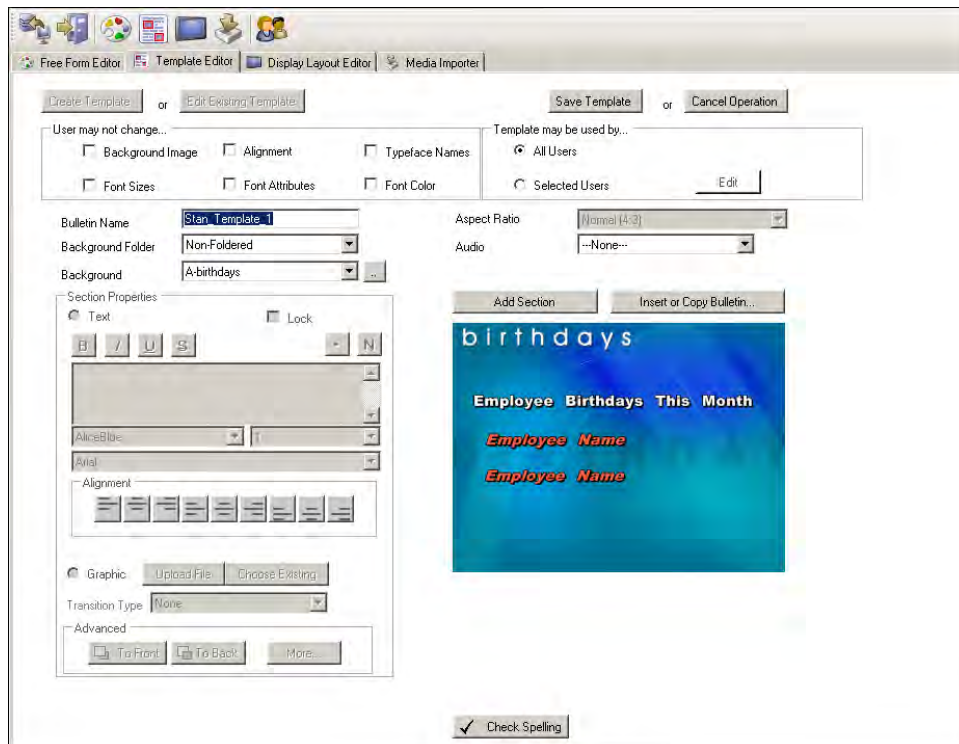 Free Form Editor Template Editor Display Layout Editor Media Importer
Create Template or Edit Existing Template Save Template or Cancel Operation
User may not change... Template may be used by...
Background Image Alignment Typeface Names All Users
Font Sizes Font Attributes Font Color Selected Users Edit
Bulletin Name Stan_Template_1 Aspect Ratio Normal (4:3)
Background Folder Non-Foldered Audio ---None---
Background A-birthdays ..
Section Properties
Text Lock
Add Section Insert or Copy Bulletin...
B I U S N
birthdays
Employee Birthdays This Month
Employee Name
Employee Name
AliceBlue 1
Arial
Alignment
Graphic Upload File Choose Existing
Transition Type None
Advanced
To Front To Back More...
Check Spelling